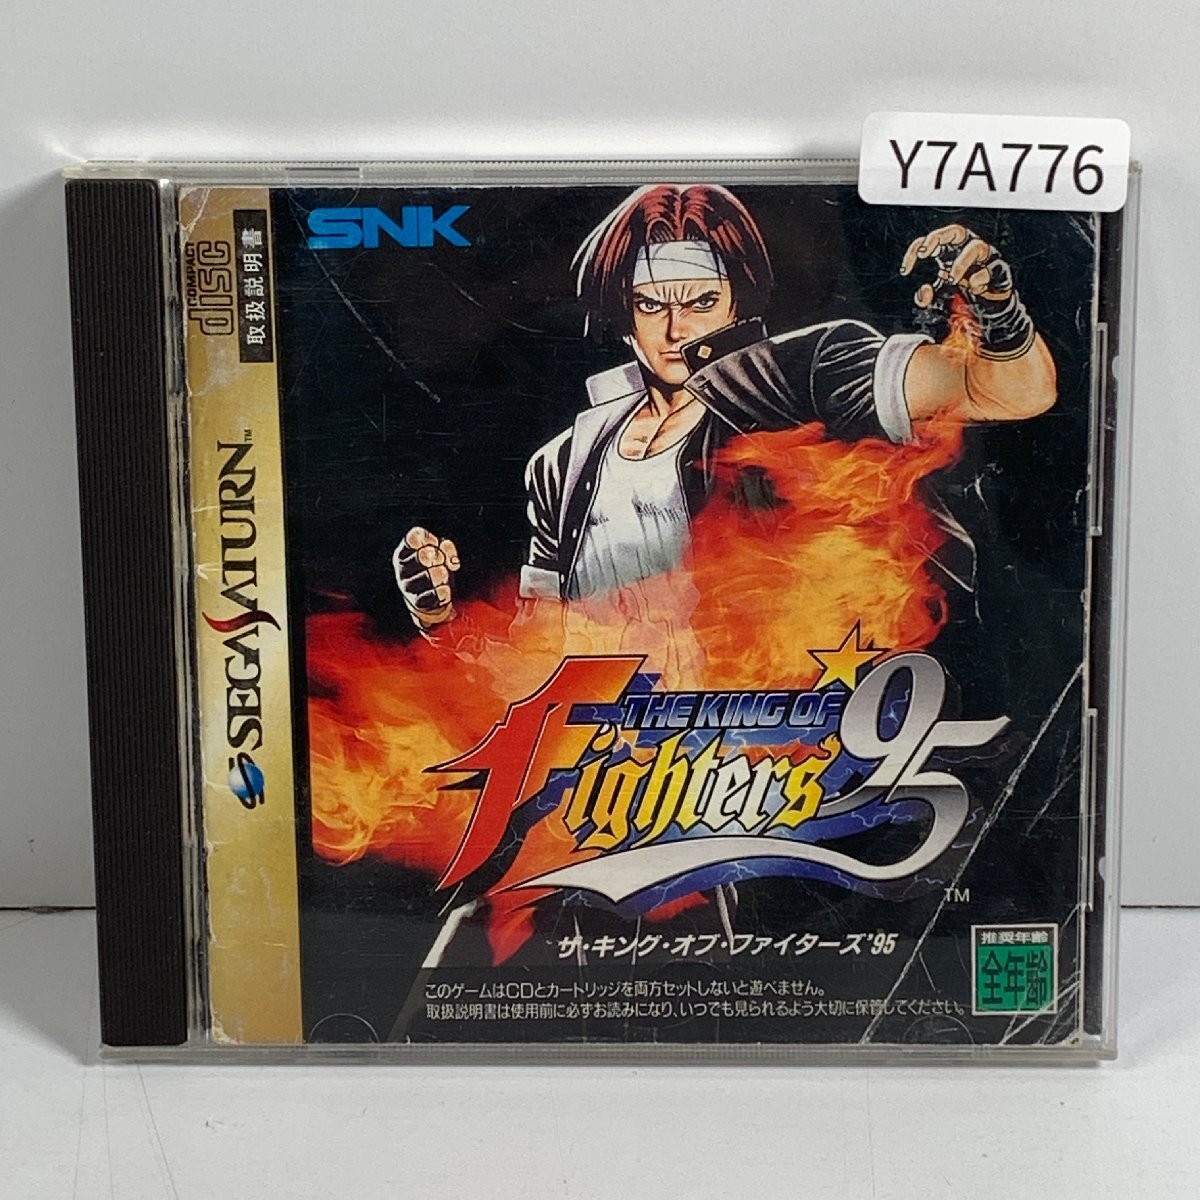 Y7A776
SNK
COMPACT
disc
取扱説明書
SEGA SATURN™
THE KING OF
Fighters '95
™
ザ・キング・オブ・ファイターズ'95
このゲームはCDとカートリッジを両方セットしないと遊べません。
取扱説明書は使用前に必ずお読みになり、いつでも見られるよう大切に保管してください。
推奨年齢
全年齢